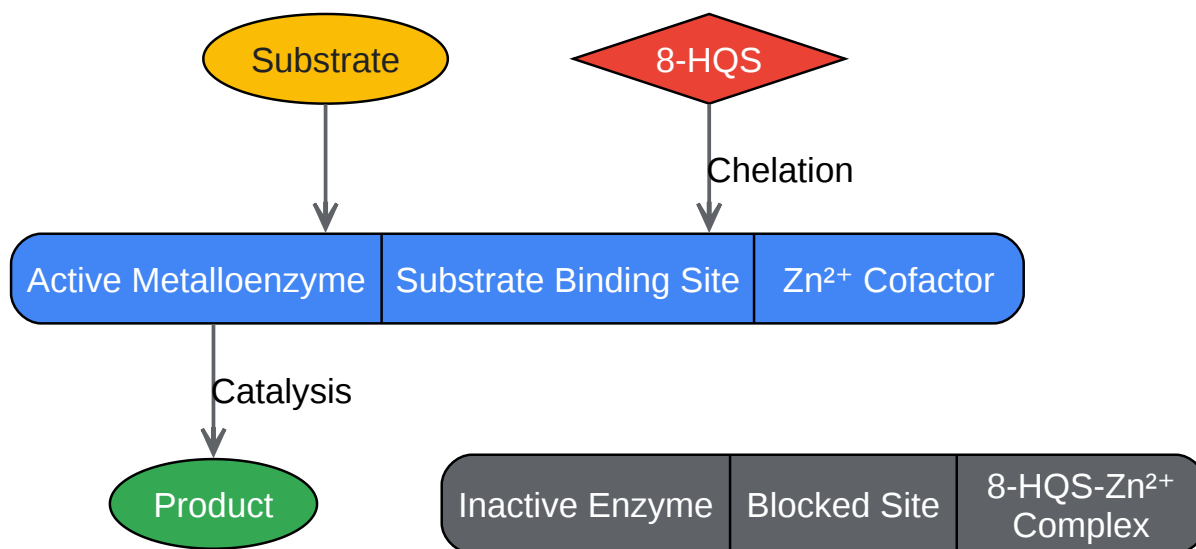 Substrate
8-HQS
Chelation
Active Metalloenzyme
Substrate Binding Site
Zn²⁺ Cofactor
Catalysis
Product
Inactive Enzyme
Blocked Site
8-HQS-Zn²⁺
Complex